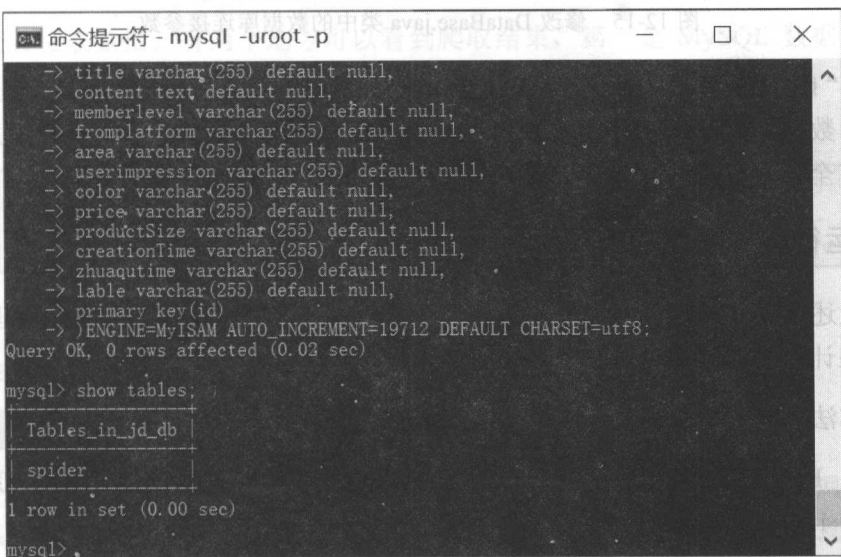 命令提示符 - mysql -uroot -p
-> title varchar(255) default null,
-> content text default null,
-> memberlevel varchar(255) default null,
-> fromplatform varchar(255) default null,
-> area varchar(255) default null,
-> userimpression varchar(255) default null,
-> color varchar(255) default null,
-> price varchar(255) default null,
-> productSize varchar(255) default null,
-> creationTime varchar(255) default null,
-> zhuaqutime varchar(255) default null,
-> lable varchar(255) default null,
-> primary key(id)
-> )ENGINE=MyISAM AUTO_INCREMENT=19712 DEFAULT CHARSET=utf8;
Query OK, 0 rows affected (0.02 sec)
mysql> show tables;
| Tables_in_jd_db |
| spider |
1 row in set (0.00 sec)
mysql>